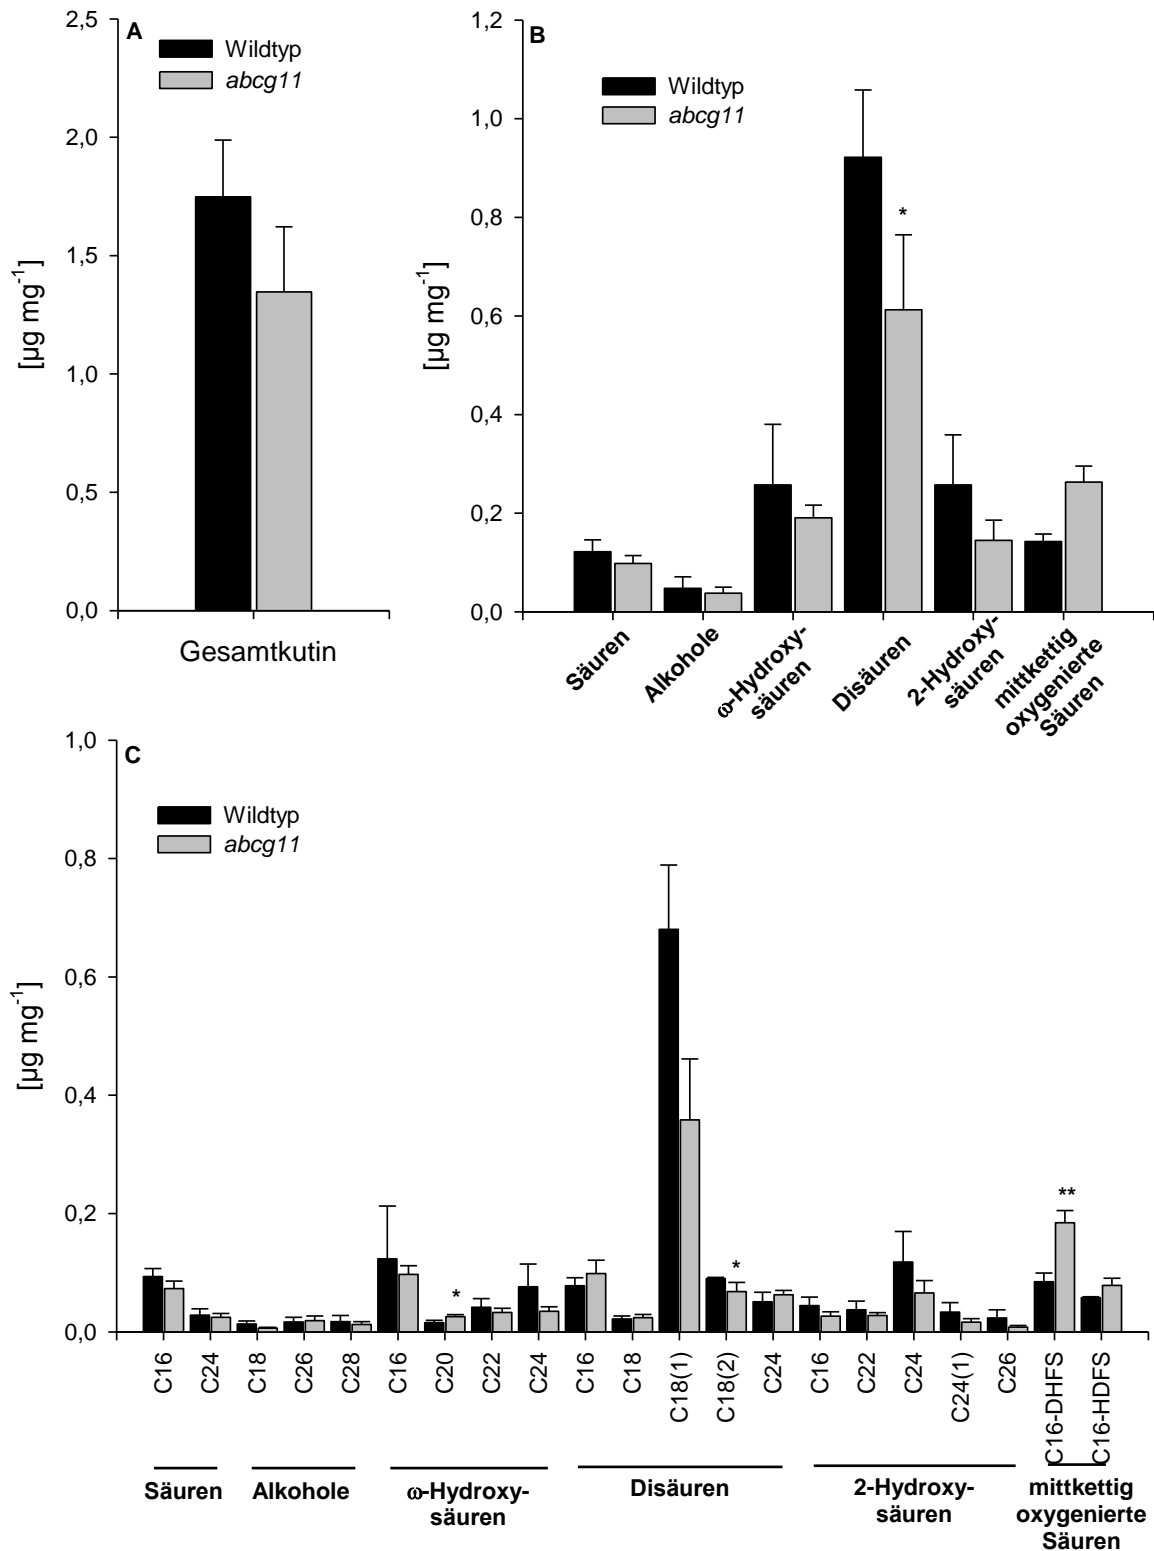 A
Wildtyp
abcg11
[µg mg-1]
2,5
2,0
1,5
1,0
0,5
0,0
Gesamtkutin
B
Wildtyp
abcg11
[µg mg-1]
1,2
1,0
0,8
0,6
0,4
0,2
0,0
*
Säuren
Alkohole
ω-Hydroxy-
säuren
Disäuren
2-Hydroxy-
säuren
mittkettig
oxygenierte
Säuren
C
Wildtyp
abcg11
[µg mg-1]
1,0
0,8
0,6
0,4
0,2
0,0
*
*
**
C16
C24
C18
C26
C28
C16
C20
C22
C24
C16
C18
C18(1)
C18(2)
C24
C16
C22
C24
C24(1)
C26
C16-DHFS
C16-HDFS
Säuren
Alkohole
ω-Hydroxy-
säuren
Disäuren
2-Hydroxy-
säuren
mittkettig
oxygenierte
Säuren